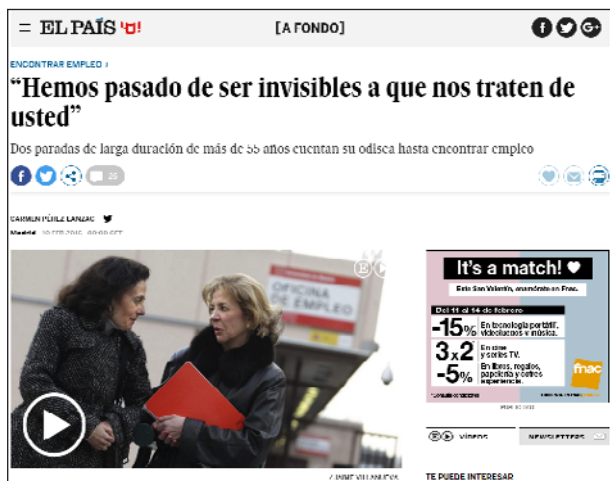 EL PAÍS
[A FONDO]
ENCONTRAR EMPLEO ›
“Hemos pasado de ser invisibles a que nos traten de
usted”
Dos paradas de larga duración de más de 55 años cuentan su odisea hasta encontrar empleo
26
CARMEN PÉREZ LANZAC
Madrid
OFICINA
DE EMPLEO
It's a match!
Este San Valentín, enamórate en Fnac.
Del 11 al 14 de febrero
-15% En tecnología portátil,
videojuegos y música.
3x2 En cine
y series TV.
-5% En libros, regalos,
papelería y otras
experiencias.
fnac
VÍDEOS
NEWSLETTERS
JAIME VILLANUEVA
TE PUEDE INTERESAR